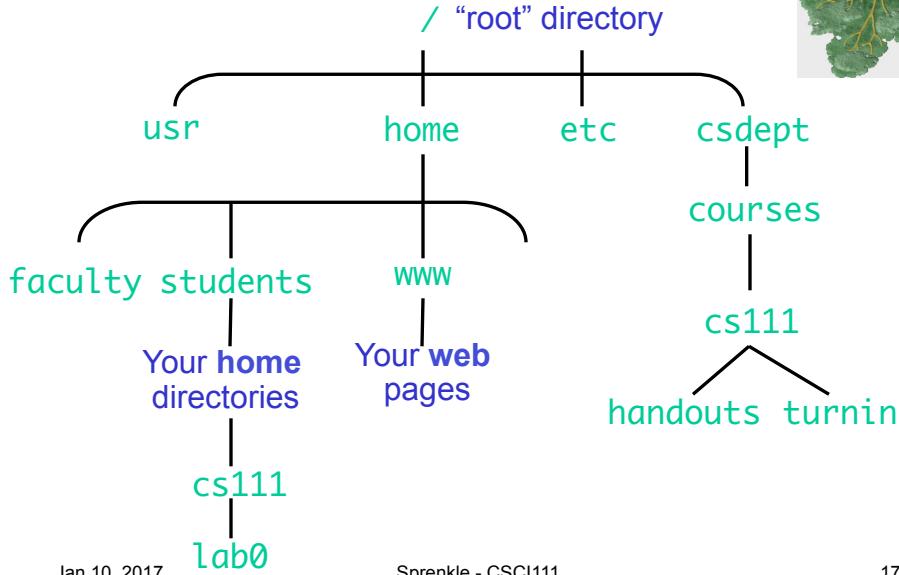 / “root” directory
usr home etc csdept
courses
faculty students www
cs111
Your home directories
Your web pages
handouts turnin
cs111
lab0
Jan 10, 2017 Sprenkle - CSCI111 17